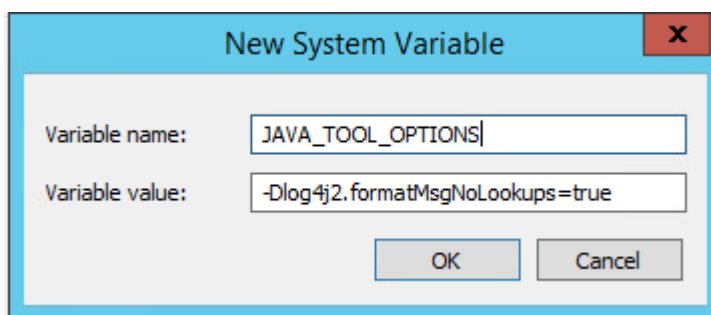 New System Variable
x
Variable name: JAVA_TOOL_OPTIONS
Variable value: -Dlog4j2.formatMsgNoLookups=true
OK Cancel